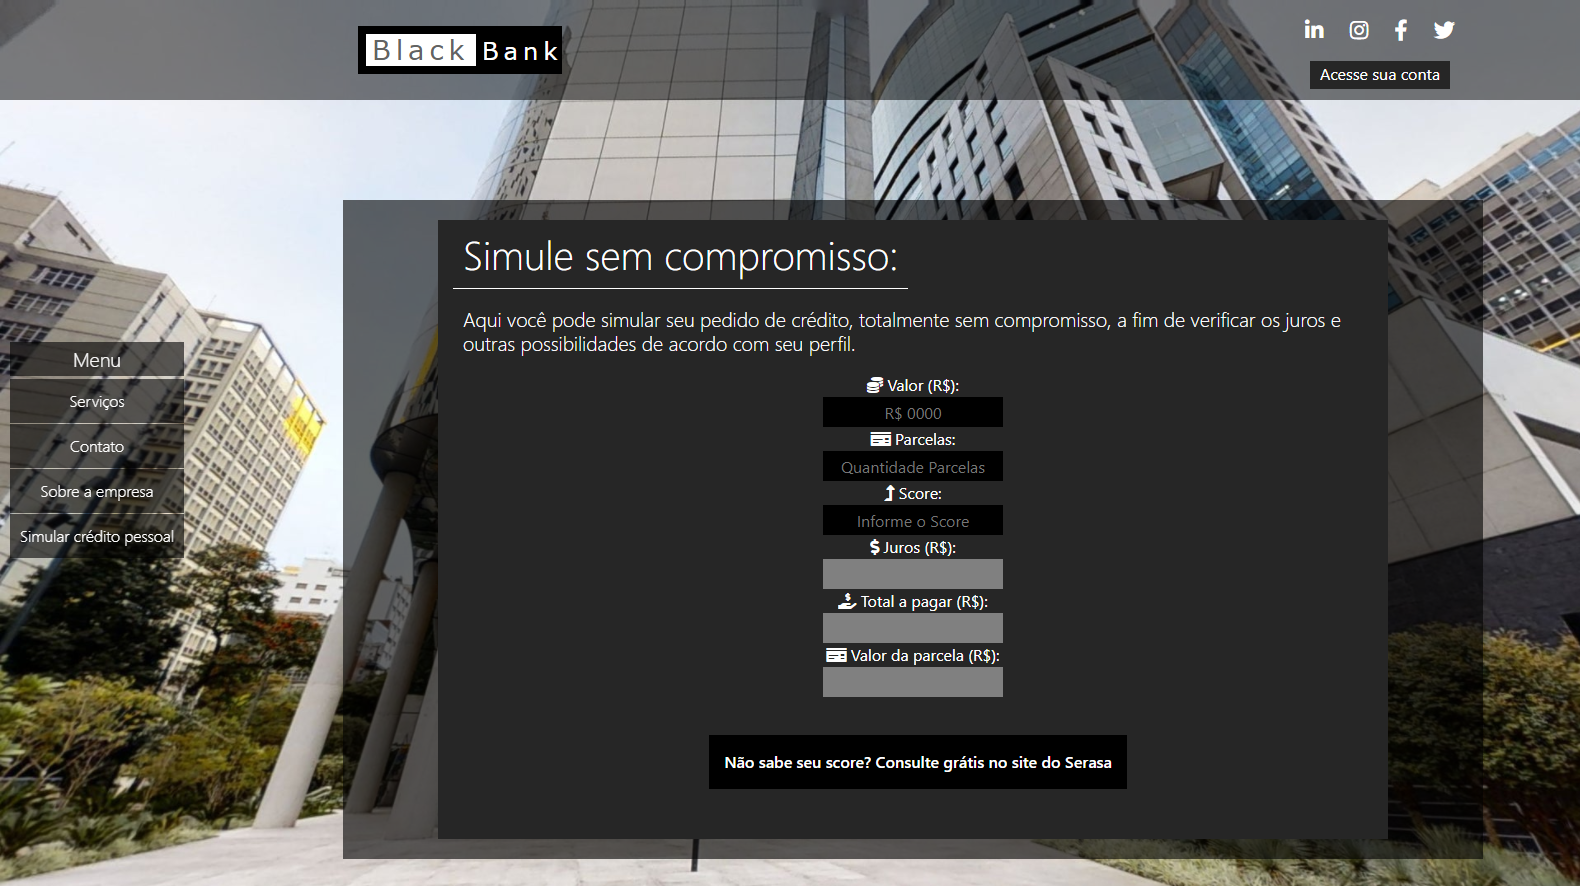 Black Bank
Acesse sua conta
Menu
Serviços
Contato
Sobre a empresa
Simular crédito pessoal
Simule sem compromisso:
Aqui você pode simular seu pedido de crédito, totalmente sem compromisso, a fim de verificar os juros e
outras possibilidades de acordo com seu perfil.
Valor (R$):
R$ 0000
Parcelas:
Quantidade Parcelas
Score:
Informe o Score
Juros (R$):
Total a pagar (R$):
Valor da parcela (R$):
Não sabe seu score? Consulte grátis no site do Serasa